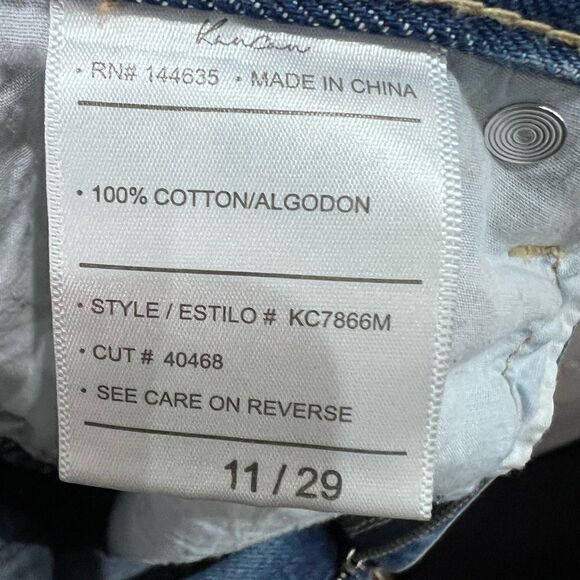 KanCan
• RN# 144635 • MADE IN CHINA
• 100% COTTON/ALGODON
• STYLE / ESTILO # KC7866M
• CUT # 40468
• SEE CARE ON REVERSE
11 / 29